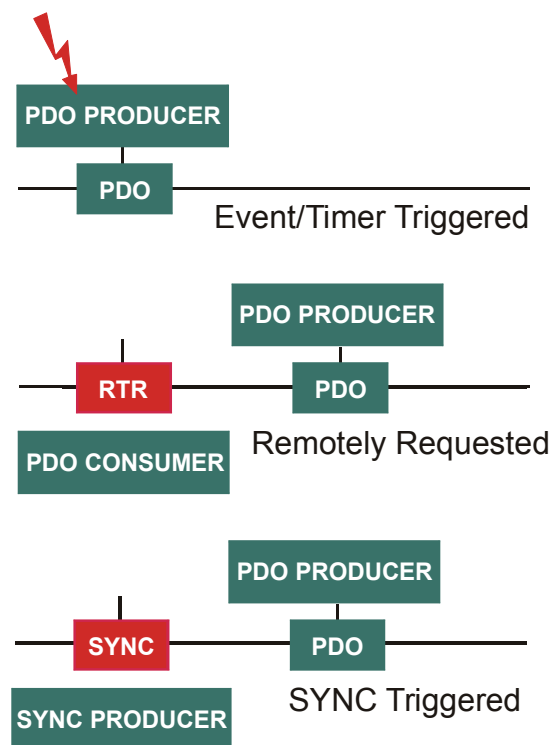 PDO PRODUCER
PDO
Event/Timer Triggered
PDO PRODUCER
RTR
PDO
Remotely Requested
PDO CONSUMER
PDO PRODUCER
SYNC
PDO
SYNC Triggered
SYNC PRODUCER